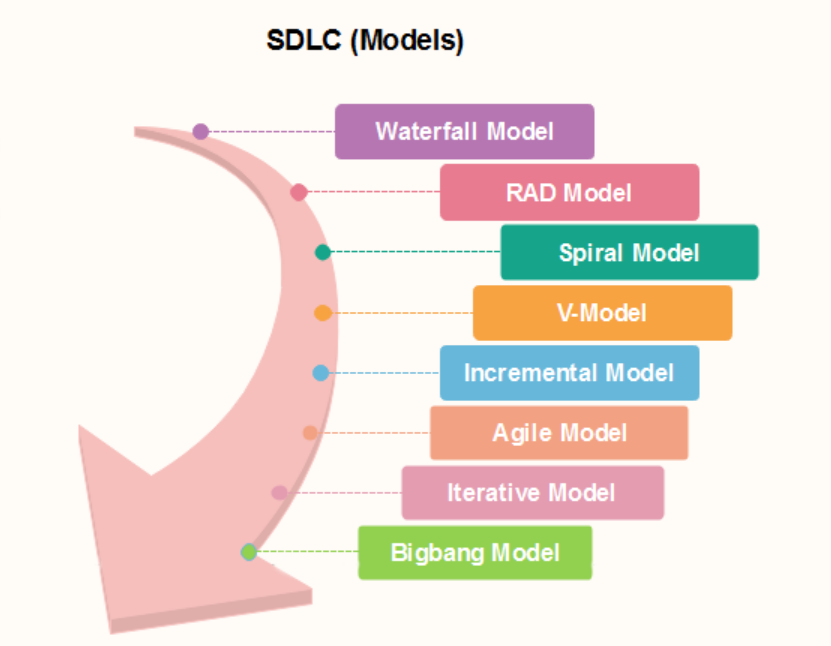 SDLC (Models)
Waterfall Model
RAD Model
Spiral Model
V-Model
Incremental Model
Agile Model
Iterative Model
Bigbang Model